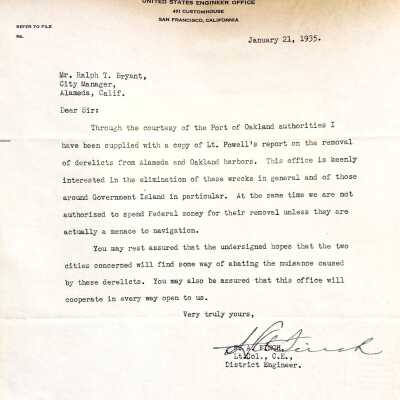 UNITED STATES ENGINEER OFFICE
401 CUSTOMHOUSE
SAN FRANCISCO, CALIFORNIA
REFER TO FILE
No.
January 21, 1935.
Mr. Ralph T. Bryant,
City Manager,
Alameda, Calif.
Dear Sir:
Through the courtesy of the Port of Oakland authorities I
have been supplied with a copy of Lt. Powell's report on the removal
of derelicts from Alameda and Oakland harbors. This office is keenly
interested in the elimination of these wrecks in general and of those
around Government Island in particular. At the same time we are not
authorized to spend Federal money for their removal unless they are
actually a menace to navigation.
You may rest assured that the undersigned hopes that the two
cities concerned will find some way of abating the nuisance caused
by these derelicts. You may also be assured that this office will
cooperate in every way open to us.
Very truly yours,
FINCH,
Lt. Col., C.E.,
District Engineer.